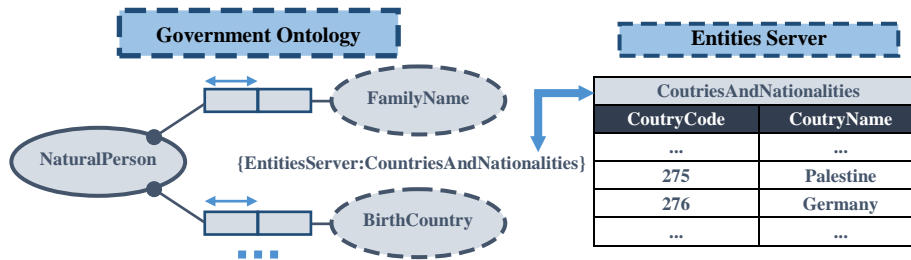 Government Ontology
Entities Server
FamilyName
NaturalPerson
{EntitiesServer:CountriesAndNationalities}
BirthCountry
CoutriesAndNationalities
CoutryCode CoutryName
... ...
275 Palestine
276 Germany
... ...